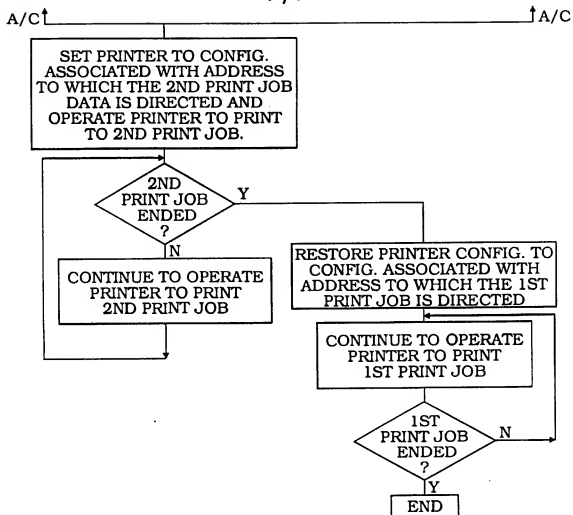 A/C
A/C
SET PRINTER TO CONFIG.
ASSOCIATED WITH ADDRESS
TO WHICH THE 2ND PRINT JOB
DATA IS DIRECTED AND
OPERATE PRINTER TO PRINT
TO 2ND PRINT JOB.
2ND
PRINT JOB
ENDED
?
Y
N
CONTINUE TO OPERATE
PRINTER TO PRINT
2ND PRINT JOB
RESTORE PRINTER CONFIG. TO
CONFIG. ASSOCIATED WITH
ADDRESS TO WHICH THE 1ST
PRINT JOB IS DIRECTED
CONTINUE TO OPERATE
PRINTER TO PRINT
1ST PRINT JOB
1ST
PRINT JOB
ENDED
?
N
Y
END